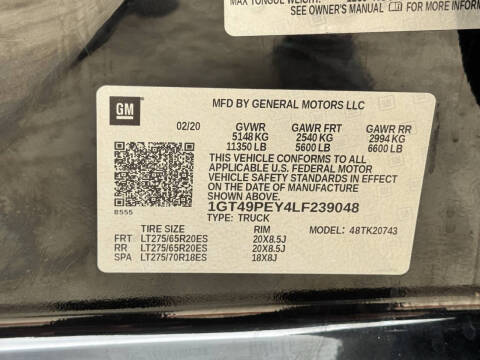 MAX TONGUE WEIGHT:
SEE OWNER'S MANUAL FOR MORE INFORMATION
GM
MFD BY GENERAL MOTORS LLC
02/20 GVWR GAWR FRT GAWR RR
5148 KG 2540 KG 2994 KG
11350 LB 5600 LB 6600 LB
THIS VEHICLE CONFORMS TO ALL
APPLICABLE U.S. FEDERAL MOTOR
VEHICLE SAFETY STANDARDS IN EFFECT
ON THE DATE OF MANUFACTURE
SHOWN ABOVE.
1GT49PEY4LF239048
B555 TYPE: TRUCK
TIRE SIZE RIM MODEL: 48TK20743
FRT LT275/65R20ES 20X8.5J
RR LT275/65R20ES 20X8.5J
SPA LT275/70R18ES 18X8J